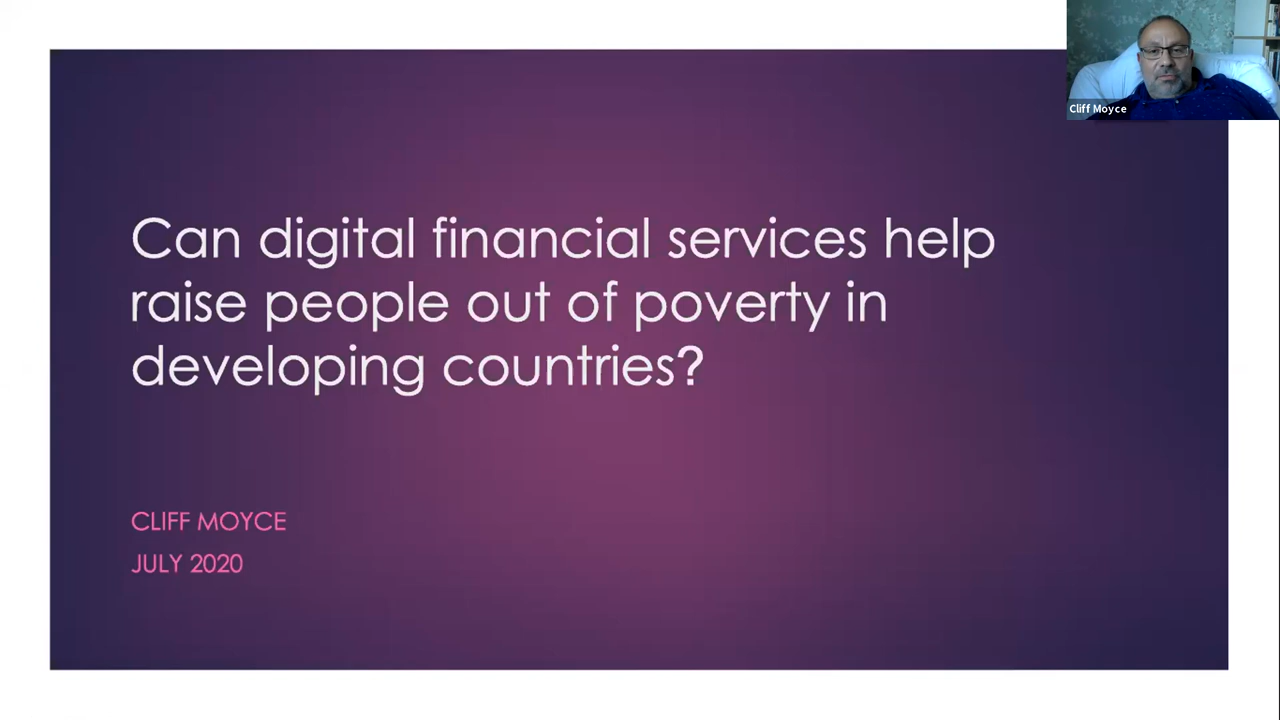 Cliff Moyce
Can digital financial services help
raise people out of poverty in
developing countries?
CLIFF MOYCE
JULY 2020